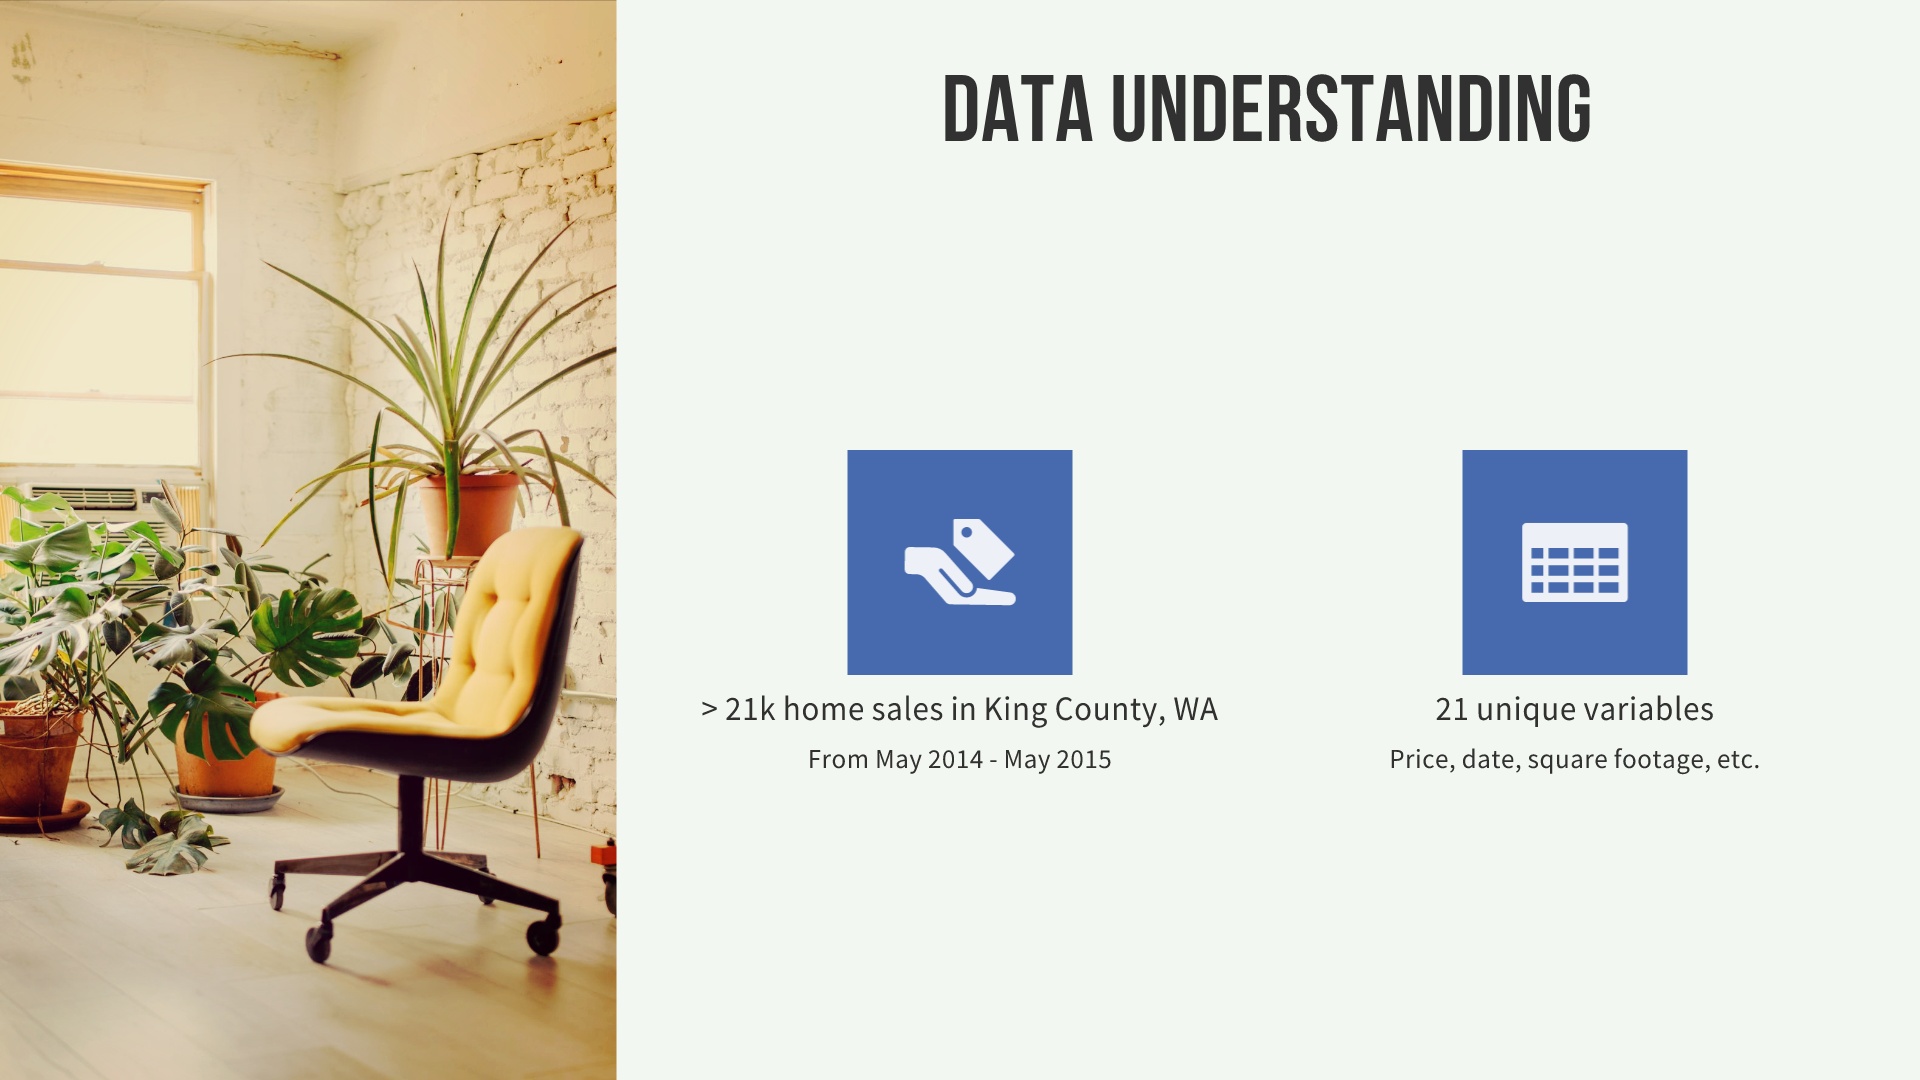 DATA UNDERSTANDING
> 21k home sales in King County, WA
From May 2014 - May 2015
21 unique variables
Price, date, square footage, etc.